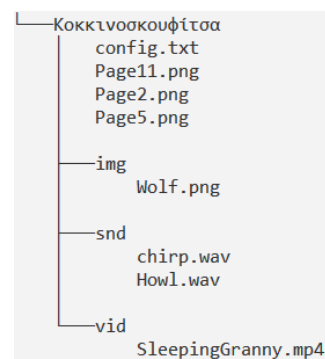 Κοκκινοσκουφίτσα
config.txt
Page11.png
Page2.png
Page5.png
img
Wolf.png
snd
chirp.wav
Howl.wav
vid
SleepingGranny.mp4